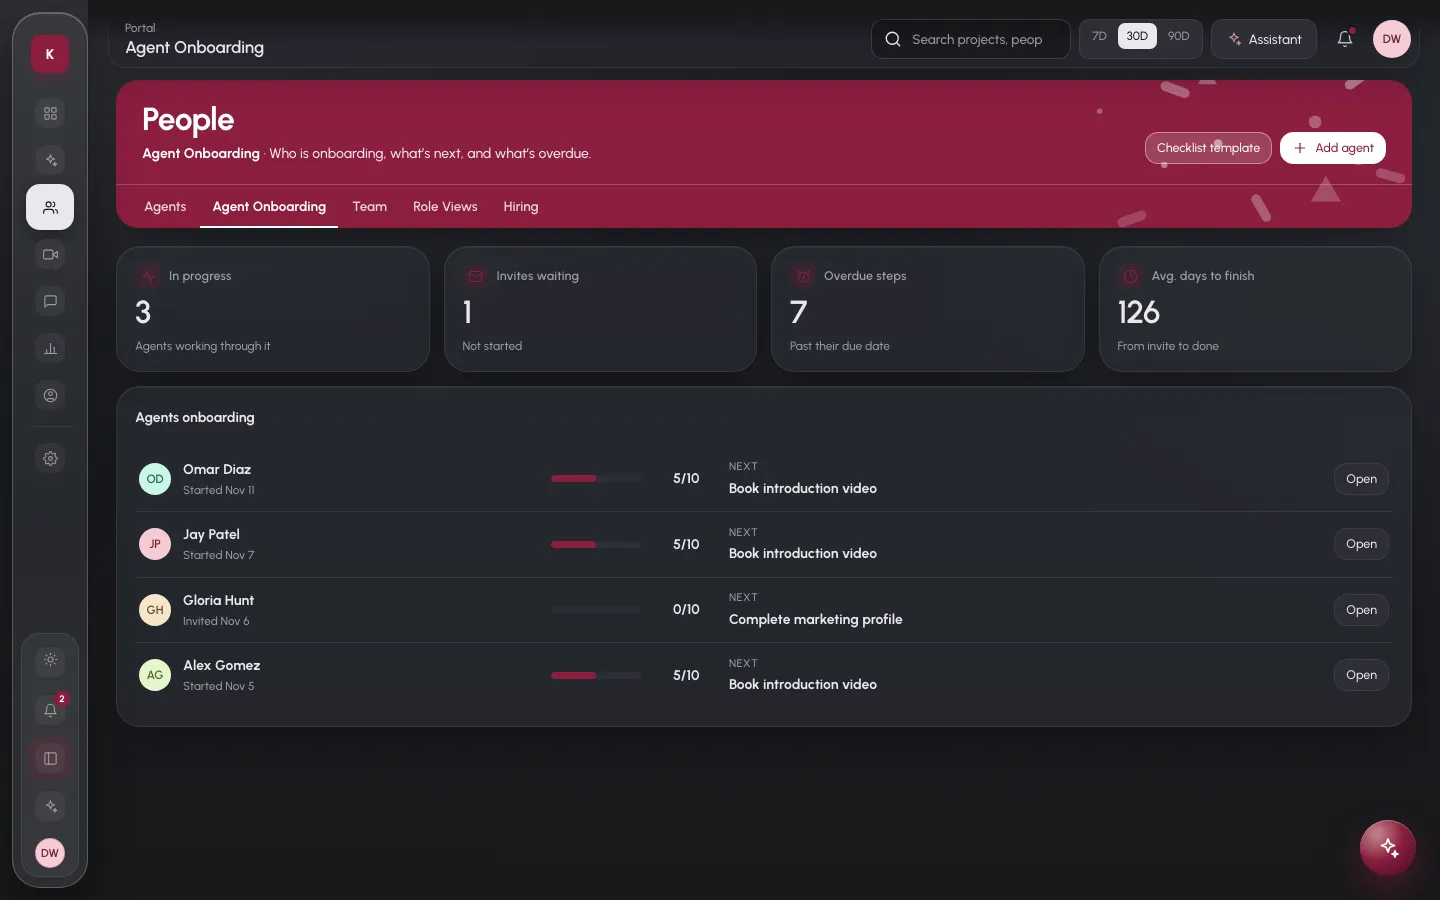 K
Portal
Agent Onboarding
Search projects, peop
7D 30D 90D
Assistant
DW
People
Agent Onboarding · Who is onboarding, what's next, and what's overdue.
Checklist template
Add agent
Agents Agent Onboarding Team Role Views Hiring
In progress
3
Agents working through it
Invites waiting
1
Not started
Overdue steps
7
Past their due date
Avg. days to finish
126
From invite to done
Agents onboarding
OD
Omar Diaz
Started Nov 11
5/10
NEXT
Book introduction video
Open
JP
Jay Patel
Started Nov 7
5/10
NEXT
Book introduction video
Open
GH
Gloria Hunt
Invited Nov 6
0/10
NEXT
Complete marketing profile
Open
AG
Alex Gomez
Started Nov 5
5/10
NEXT
Book introduction video
Open
2
DW